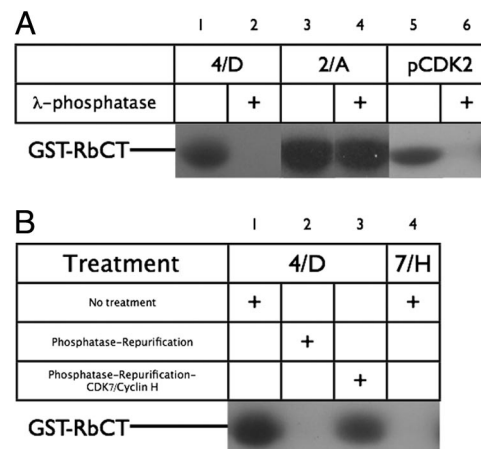 A
1 2 3 4 5 6
4/D 2/A pCDK2
λ-phosphatase + + +
GST-RbCT
B
1 2 3 4
Treatment 4/D 7/H
No treatment + +
Phosphatase-Repurification +
Phosphatase-Repurification-
CDK7/Cyclin H +
GST-RbCT